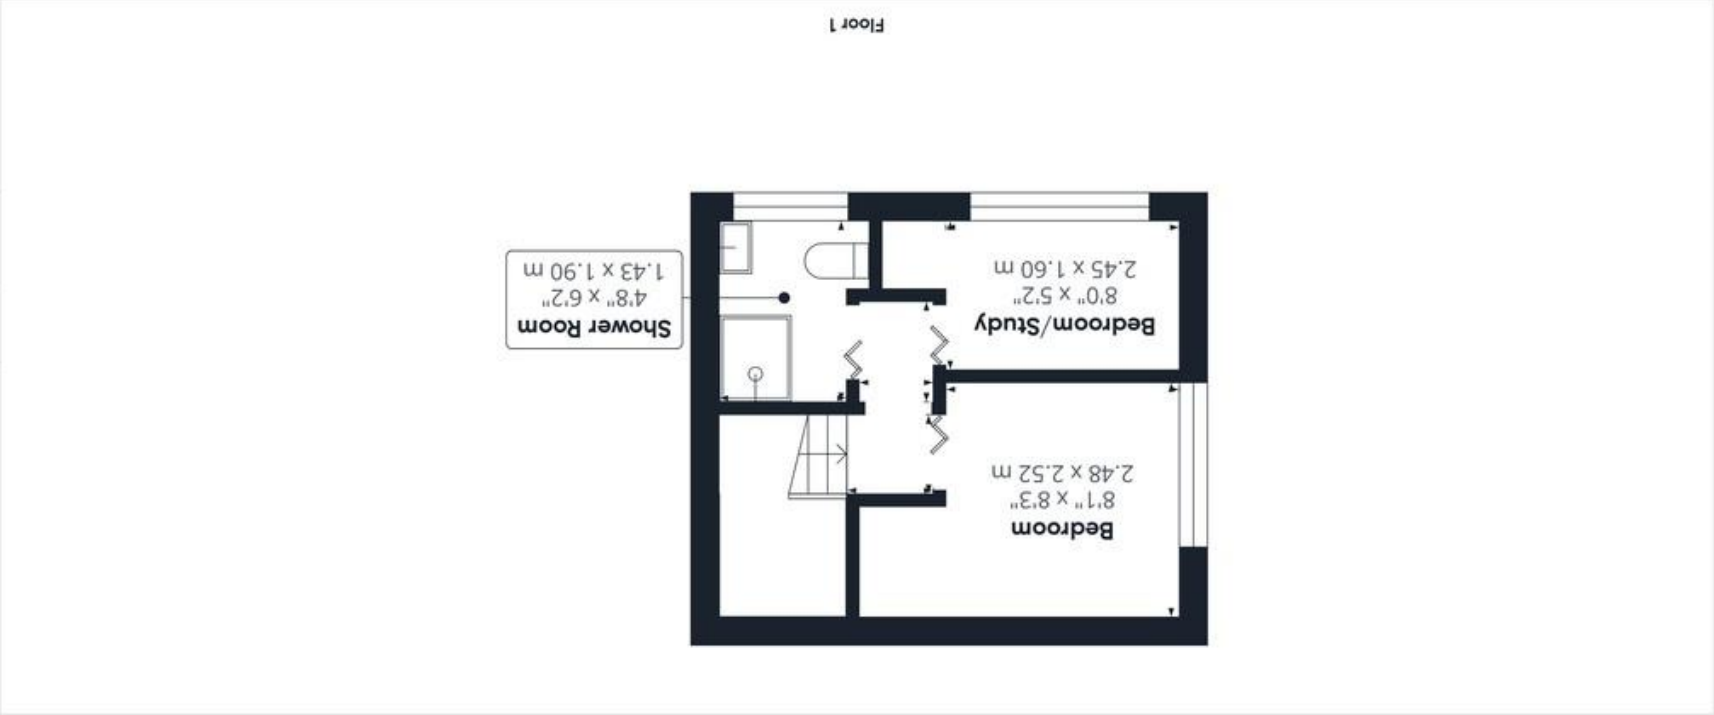 Bedroom
8'1" x 8'3"
2.48 x 2.52 m
Shower Room
4'8" x 6'2"
1.43 x 1.90 m
Bedroom/Study
8'0" x 5'2"
2.45 x 1.60 m
Floor 1